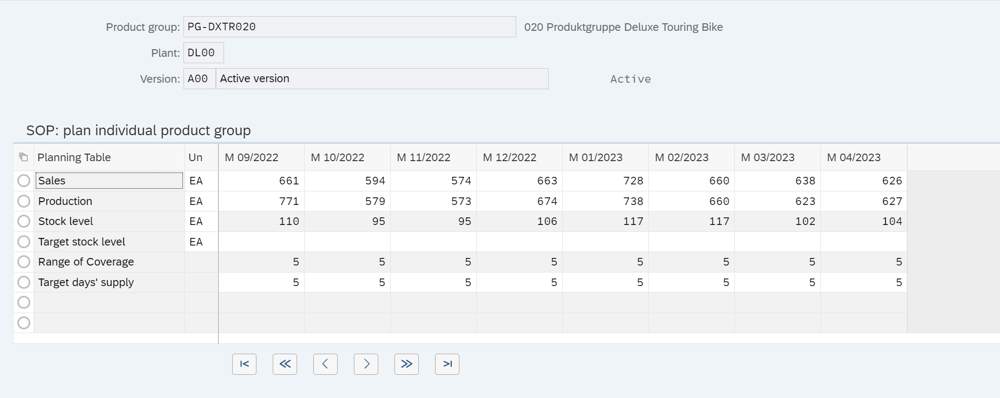 Product group: PG-DXTR020 020 Produktgruppe Deluxe Touring Bike
Plant: DL00
Version: A00 Active version Active
SOP: plan individual product group
Planning Table Un M 09/2022 M 10/2022 M 11/2022 M 12/2022 M 01/2023 M 02/2023 M 03/2023 M 04/2023
Sales EA 661 594 574 663 728 660 638 626
Production EA 771 579 573 674 738 660 623 627
Stock level EA 110 95 95 106 117 117 102 104
Target stock level EA
Range of Coverage 5 5 5 5 5 5 5 5
Target days' supply 5 5 5 5 5 5 5 5